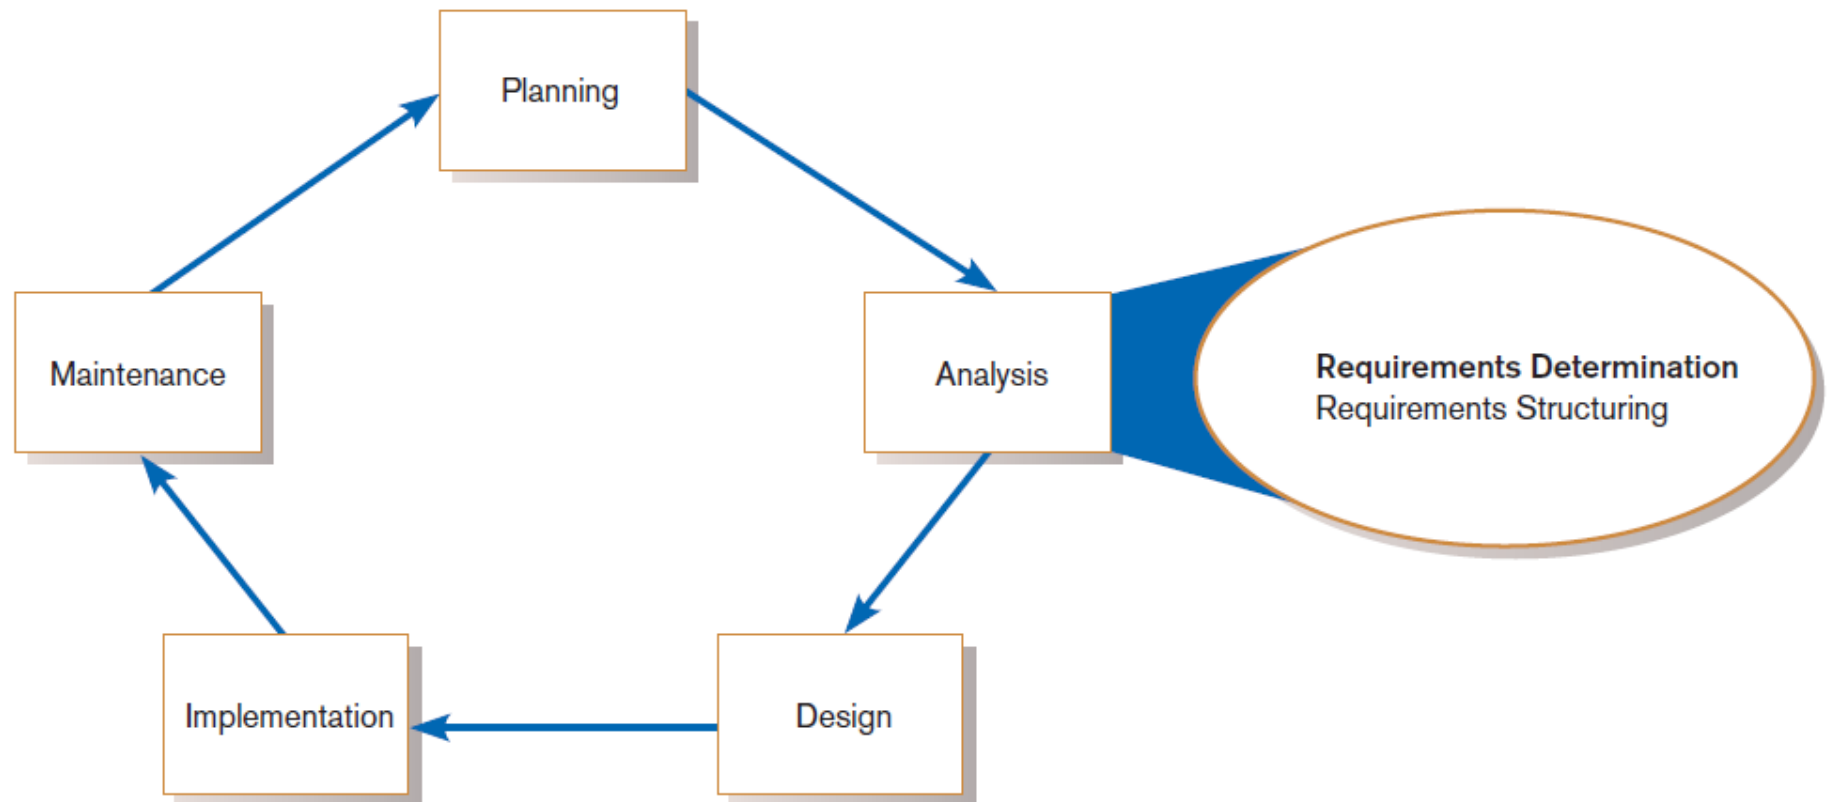 Planning
Maintenance
Analysis
Requirements Determination
Requirements Structuring
Implementation
Design